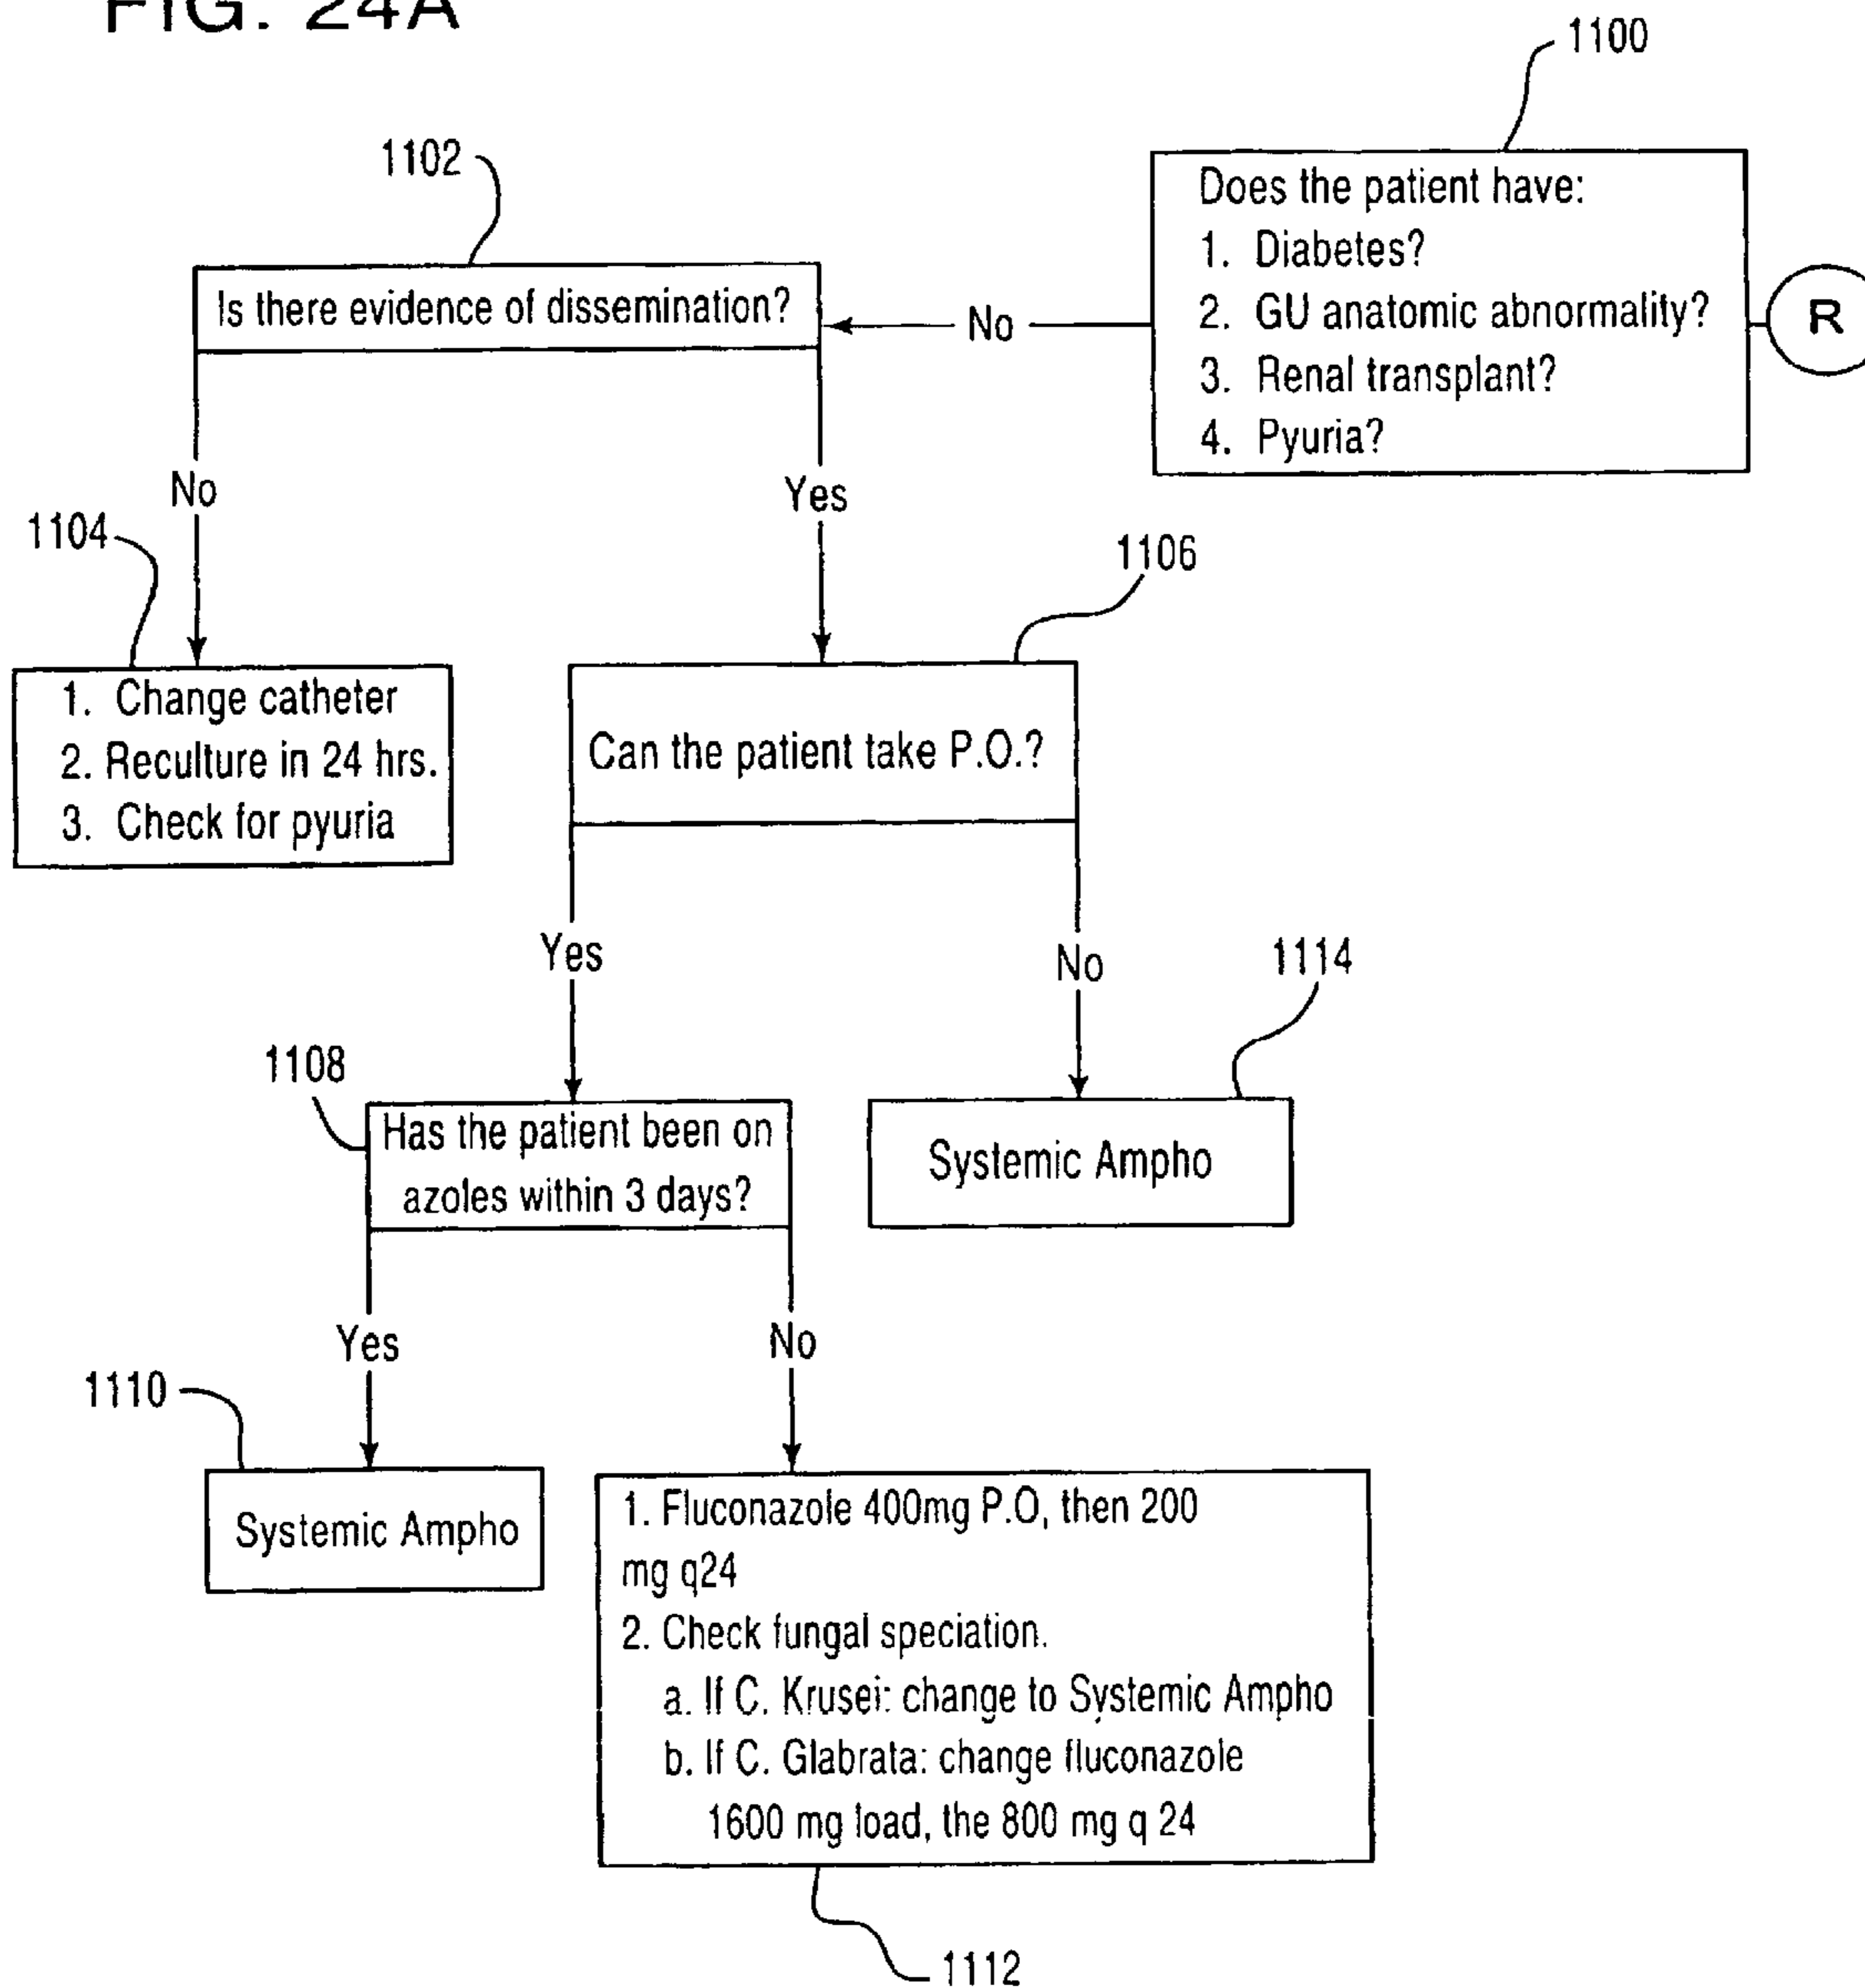 FIG. 24A
1100
1102
Does the patient have:
1. Diabetes?
2. GU anatomic abnormality?
3. Renal transplant?
4. Pyuria?
R
Is there evidence of dissemination?
No
No
Yes
1104
1106
1. Change catheter
2. Reculture in 24 hrs.
3. Check for pyuria
Can the patient take P.O.?
Yes
No
1114
1108
Has the patient been on
azoles within 3 days?
Systemic Ampho
Yes
No
1110
Systemic Ampho
1. Fluconazole 400mg P.O, then 200
mg q24
2. Check fungal speciation.
a. If C. Krusei: change to Systemic Ampho
b. If C. Glabrata: change fluconazole
1600 mg load, the 800 mg q 24
1112